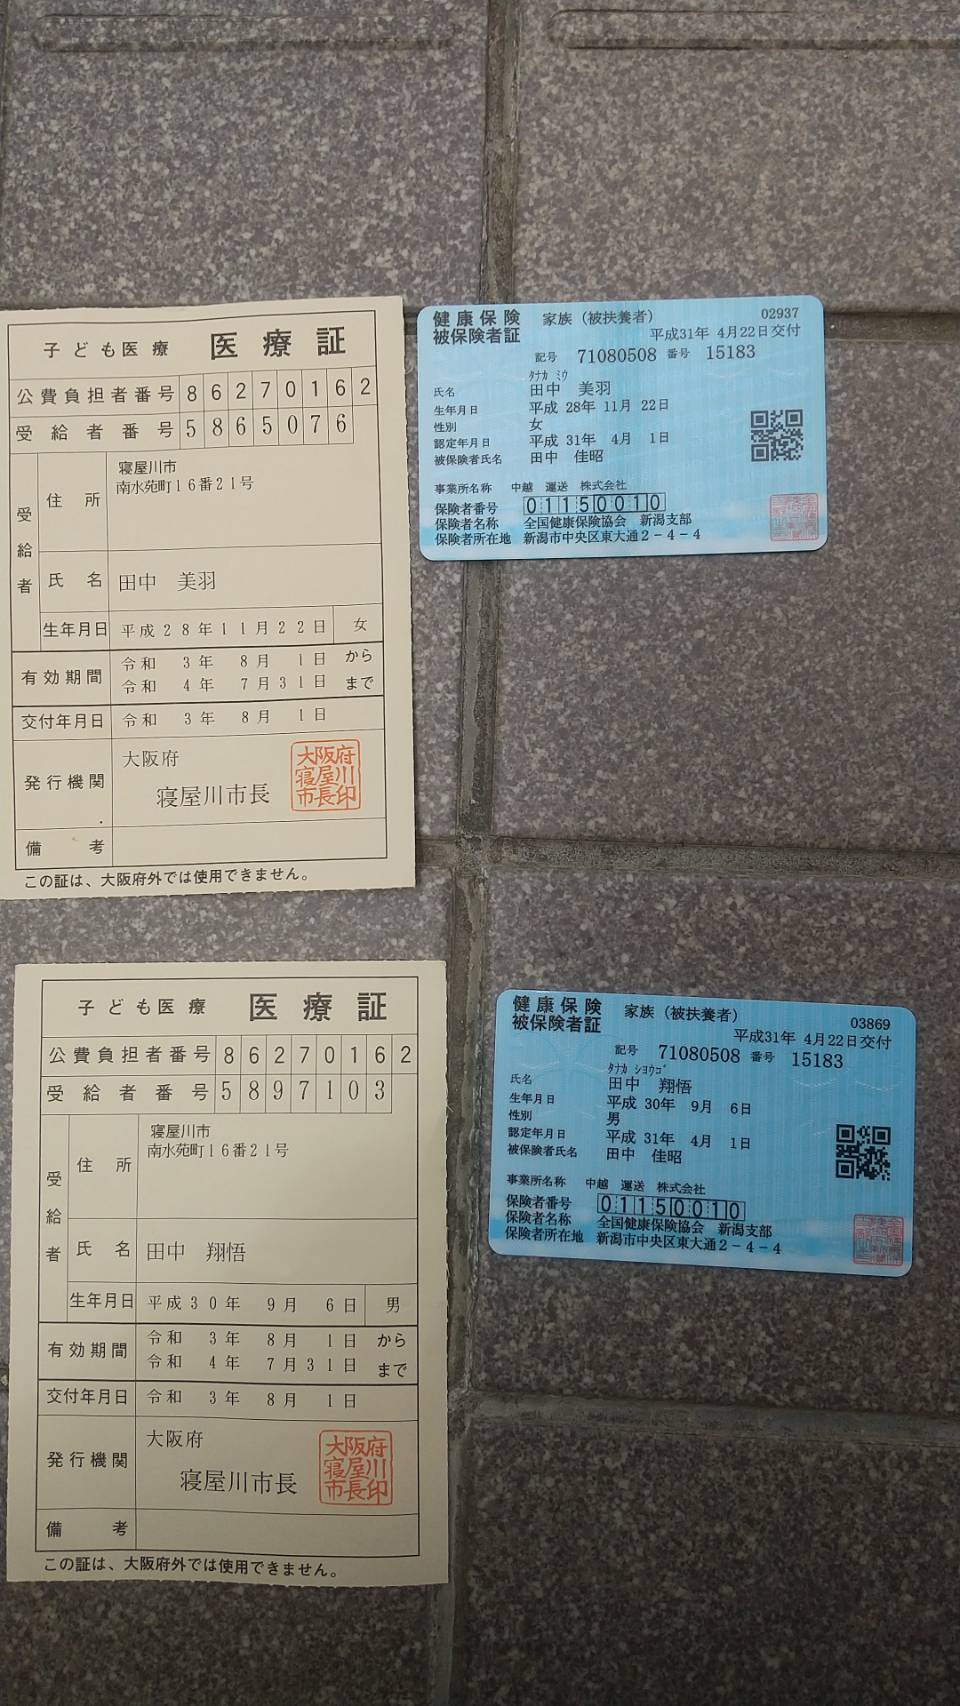 子ども医療 医療証
公費負担者番号 86270162
受給者番号 5865076
受給者
住所 寝屋川市
南水苑町16番21号
氏名 田中 美羽
生年月日 平成28年11月22日 女
有効期間 令和 3年 8月 1日 から
令和 4年 7月31日 まで
交付年月日 令和 3年 8月 1日
発行機関 大阪府
寝屋川市長
大阪府
寝屋川
市長印
備考
この証は、大阪府外では使用できません。
健康保険 家族(被扶養者) 02937
被保険者証 平成31年 4月22日交付
記号 71080508 番号 15183
タナカ ミウ
氏名 田中 美羽
生年月日 平成 28年 11月 22日
性別 女
認定年月日 平成 31年 4月 1日
被保険者氏名 田中 佳昭
事業所名称 中越 運送 株式会社
保険者番号 01150010
保険者名称 全国健康保険協会 新潟支部
保険者所在地 新潟市中央区東大通2-4-4
子ども医療 医療証
公費負担者番号 86270162
受給者番号 5897103
受給者
住所 寝屋川市
南水苑町16番21号
氏名 田中 翔悟
生年月日 平成30年 9月 6日 男
有効期間 令和 3年 8月 1日 から
令和 4年 7月31日 まで
交付年月日 令和 3年 8月 1日
発行機関 大阪府
寝屋川市長
大阪府
寝屋川
市長印
備考
この証は、大阪府外では使用できません。
健康保険 家族(被扶養者) 03869
被保険者証 平成31年 4月22日交付
記号 71080508 番号 15183
タナカ ショウゴ
氏名 田中 翔悟
生年月日 平成 30年 9月 6日
性別 男
認定年月日 平成 31年 4月 1日
被保険者氏名 田中 佳昭
事業所名称 中越 運送 株式会社
保険者番号 01150010
保険者名称 全国健康保険協会 新潟支部
保険者所在地 新潟市中央区東大通2-4-4